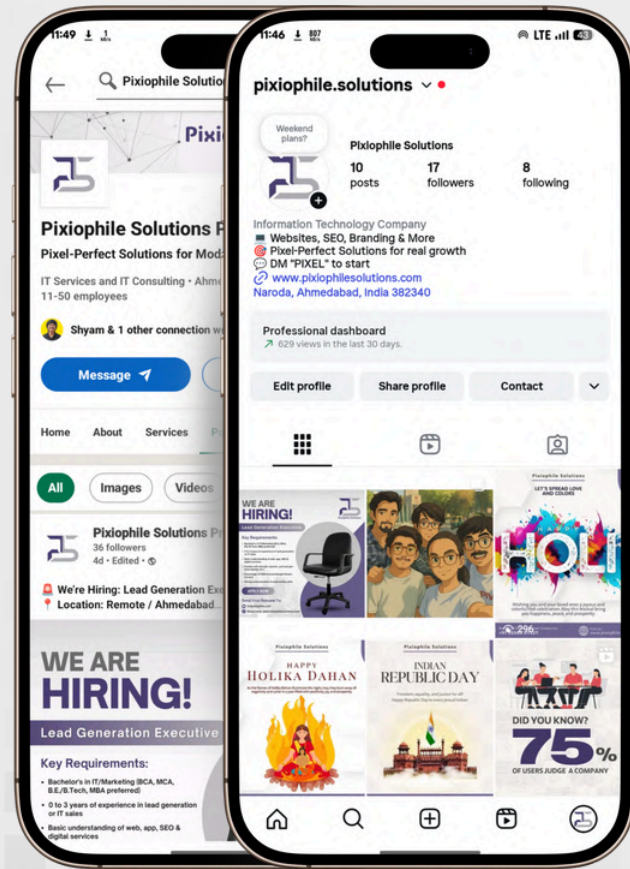 11:49
Pixiophile Solutio
Pixi
Pixiophile Solutions P
Pixel-Perfect Solutions for Mod
IT Services and IT Consulting • Ahme
11-50 employees
Shyam & 1 other connection w
Message
Home About Services
All Images Videos
Pixiophile Solutions Pr
36 followers
4d • Edited •
🚨 We're Hiring: Lead Generation Exe
📍 Location: Remote / Ahmedabad...
WE ARE
HIRING!
Lead Generation Executive
Key Requirements:
• Bachelor's in IT/Marketing (BCA, MCA,
B.E./B.Tech, MBA preferred)
• 0 to 3 years of experience in lead generation
or IT sales
• Basic understanding of web, app, SEO &
digital services
11:46 LTE 43
pixiophile.solutions
Weekend
plans?
Pixiophile Solutions
10 17 8
posts followers following
Information Technology Company
💻 Websites, SEO, Branding & More
🎯 Pixel-Perfect Solutions for real growth
💬 DM "PIXEL" to start
www.pixiophilesolutions.com
Naroda, Ahmedabad, India 382340
Professional dashboard
629 views in the last 30 days.
Edit profile Share profile Contact
WE ARE
HIRING!
Lead Generation Executive
Key Requirements:
Pixiophile Solutions
LET'S SPREAD LOVE
AND COLORS
HOLI
296
Pixiophile Solutions
HAPPY
HOLIKA DAHAN
Pixiophile Solutions
INDIAN
REPUBLIC DAY
DID YOU KNOW?
75%
OF USERS JUDGE A COMPANY